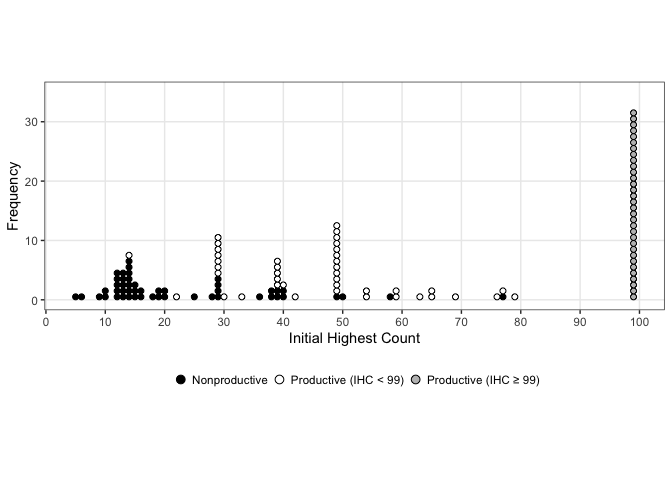 Frequency
30
20
10
0
0 10 20 30 40 50 60 70 80 90 100
Initial Highest Count
Nonproductive Productive (IHC < 99) Productive (IHC ≥ 99)